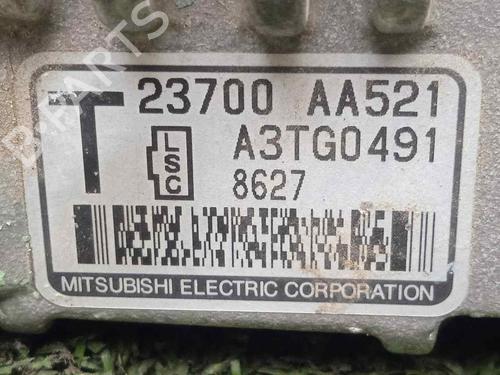 B-PARTS
T 23700 AA521
LSC A3TG0491
8627
MITSUBISHI ELECTRIC CORPORATION